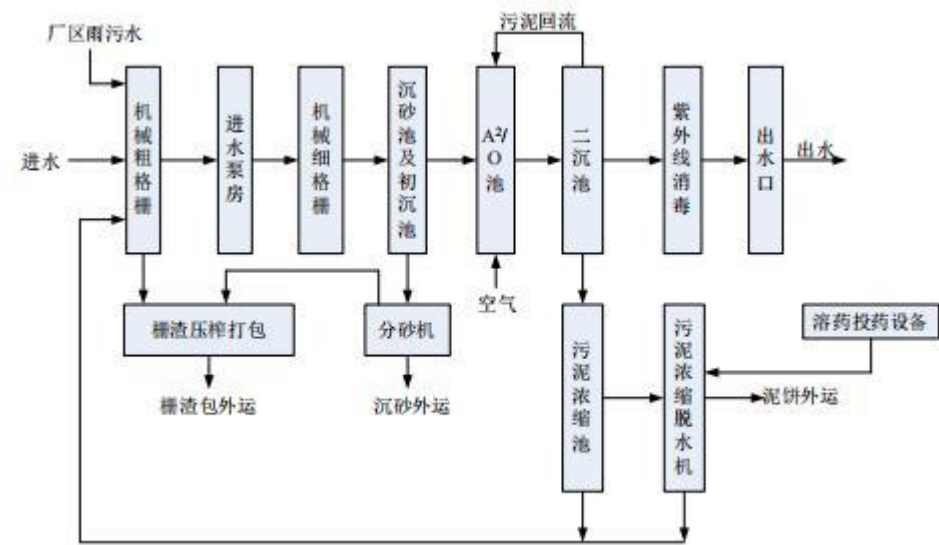 厂区雨污水
污泥回流
进水
机械粗格栅
进水泵房
机械细格栅
沉砂池及初沉池
A²/O池
二沉池
紫外线消毒
出水口
出水
空气
栅渣压榨打包
分砂机
溶药投药设备
栅渣包外运
沉砂外运
污泥浓缩池
污泥浓缩脱水机
泥饼外运